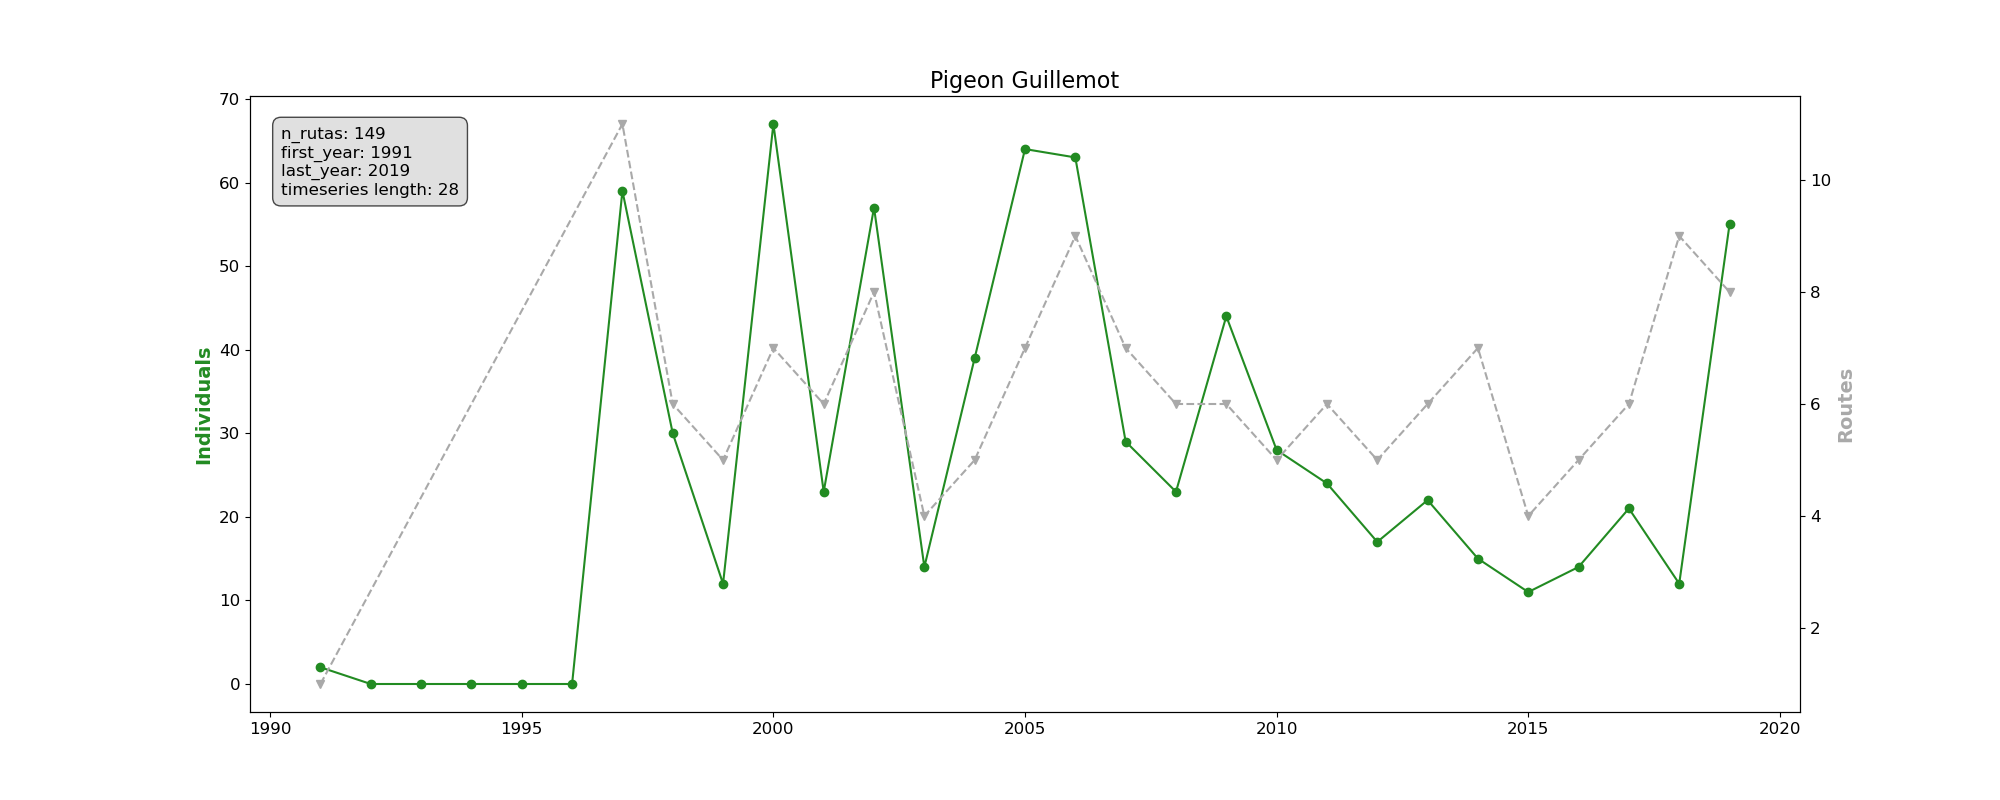 Pigeon Guillemot
n_rutas: 149
first_year: 1991
last_year: 2019
timeseries length: 28
70
60
50
40
30
20
10
0
Individuals
10
8
6
4
2
Routes
1990
1995
2000
2005
2010
2015
2020